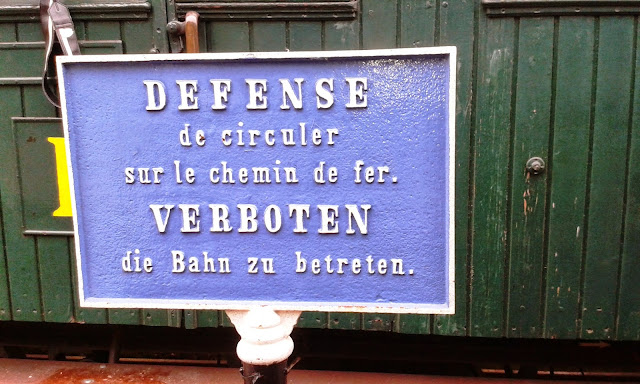 DEFENSE
de circuler
sur le chemin de fer.
VERBOTEN
die Bahn zu betreten.